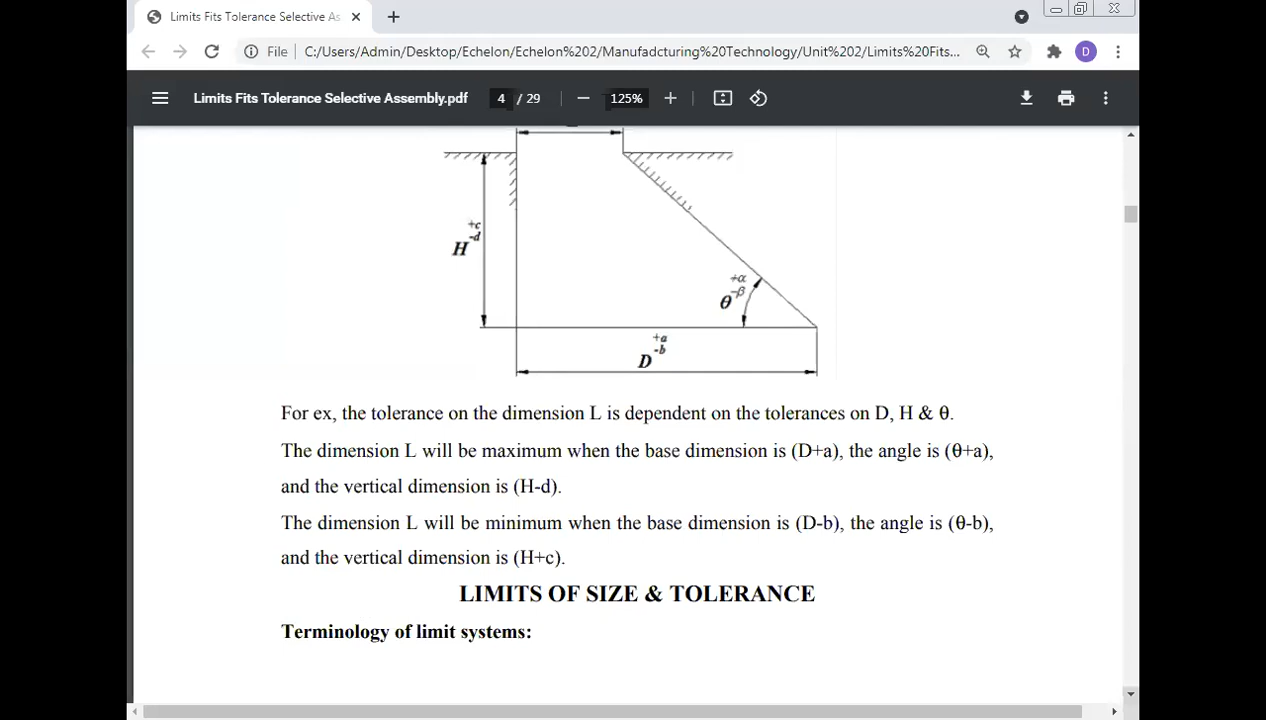 Limits Fits Tolerance Selective As
File C:/Users/Admin/Desktop/Echelon/Echelon%202/Manufadcturing%20Technology/Unit%202/Limits%20Fits... D
Limits Fits Tolerance Selective Assembly.pdf 4 / 29 125%
H +c -d
θ +α -β
D +a -b
For ex, the tolerance on the dimension L is dependent on the tolerances on D, H & θ.
The dimension L will be maximum when the base dimension is (D+a), the angle is (θ+a),
and the vertical dimension is (H-d).
The dimension L will be minimum when the base dimension is (D-b), the angle is (θ-b),
and the vertical dimension is (H+c).
LIMITS OF SIZE & TOLERANCE
Terminology of limit systems: